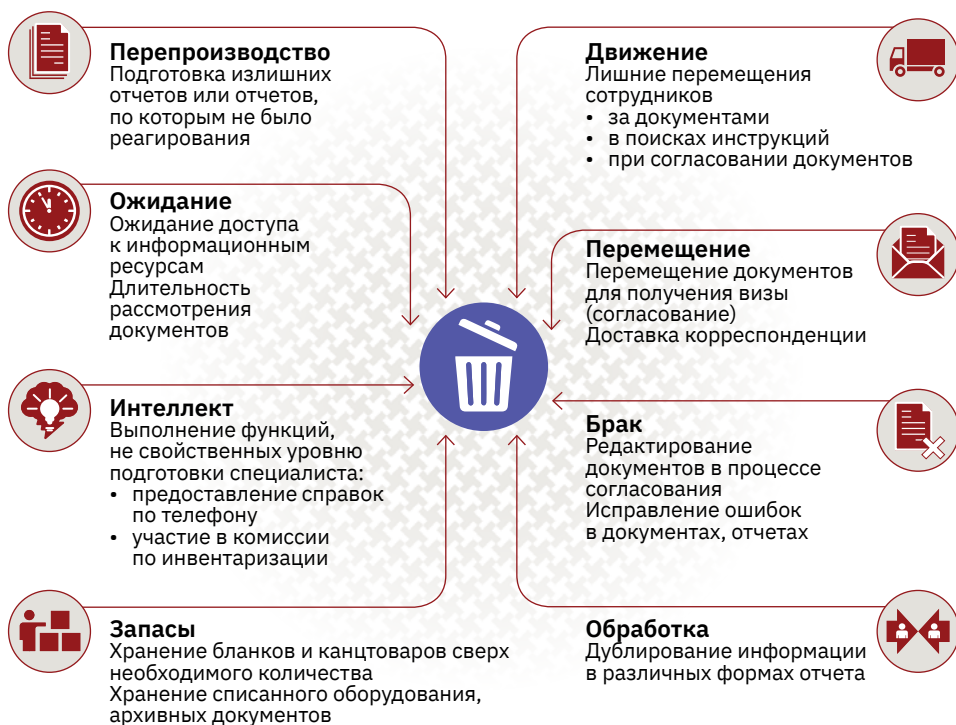 Перепроизводство
Подготовка излишних
отчетов или отчетов,
по которым не было
реагирования
Ожидание
Ожидание доступа
к информационным
ресурсам
Длительность
рассмотрения
документов
Интеллект
Выполнение функций,
не свойственных уровню
подготовки специалиста:
• предоставление справок
по телефону
• участие в комиссии
по инвентаризации
Запасы
Хранение бланков и канцтоваров сверх
необходимого количества
Хранение списанного оборудования,
архивных документов
Движение
Лишние перемещения
сотрудников
• за документами
• в поисках инструкций
• при согласовании документов
Перемещение
Перемещение документов
для получения визы
(согласование)
Доставка корреспонденции
Брак
Редактирование
документов в процессе
согласования
Исправление ошибок
в документах, отчетах
Обработка
Дублирование информации
в различных формах отчета